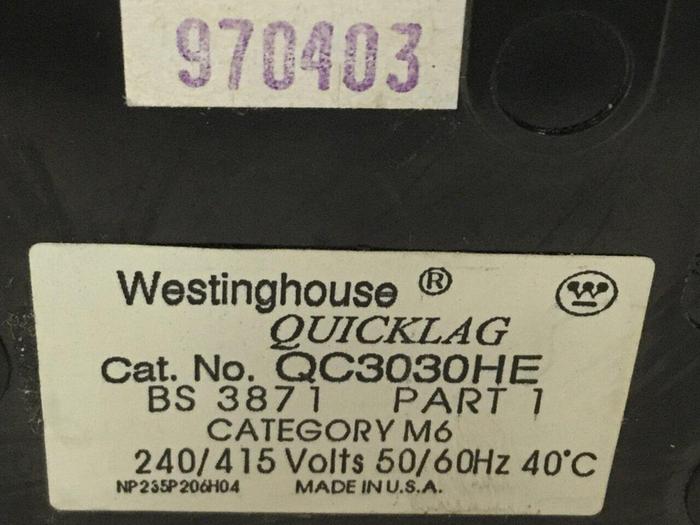 970403
Westinghouse ®
QUICKLAG
Cat. No. QC3030HE
BS 3871 PART 1
CATEGORY M6
240/415 Volts 50/60Hz 40°C
NP235P206H04 MADE IN U.S.A.